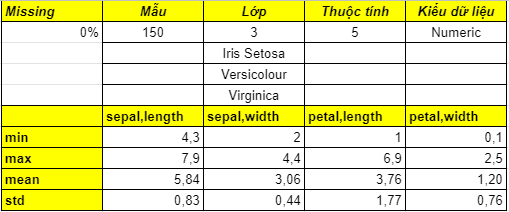 Missing Mẫu Lớp Thuộc tính Kiểu dữ liệu
0% 150 3 5 Numeric
Iris Setosa
Versicolour
Virginica
sepal,length sepal,width petal,length petal,width
min 4,3 2 1 0,1
max 7,9 4,4 6,9 2,5
mean 5,84 3,06 3,76 1,20
std 0,83 0,44 1,77 0,76